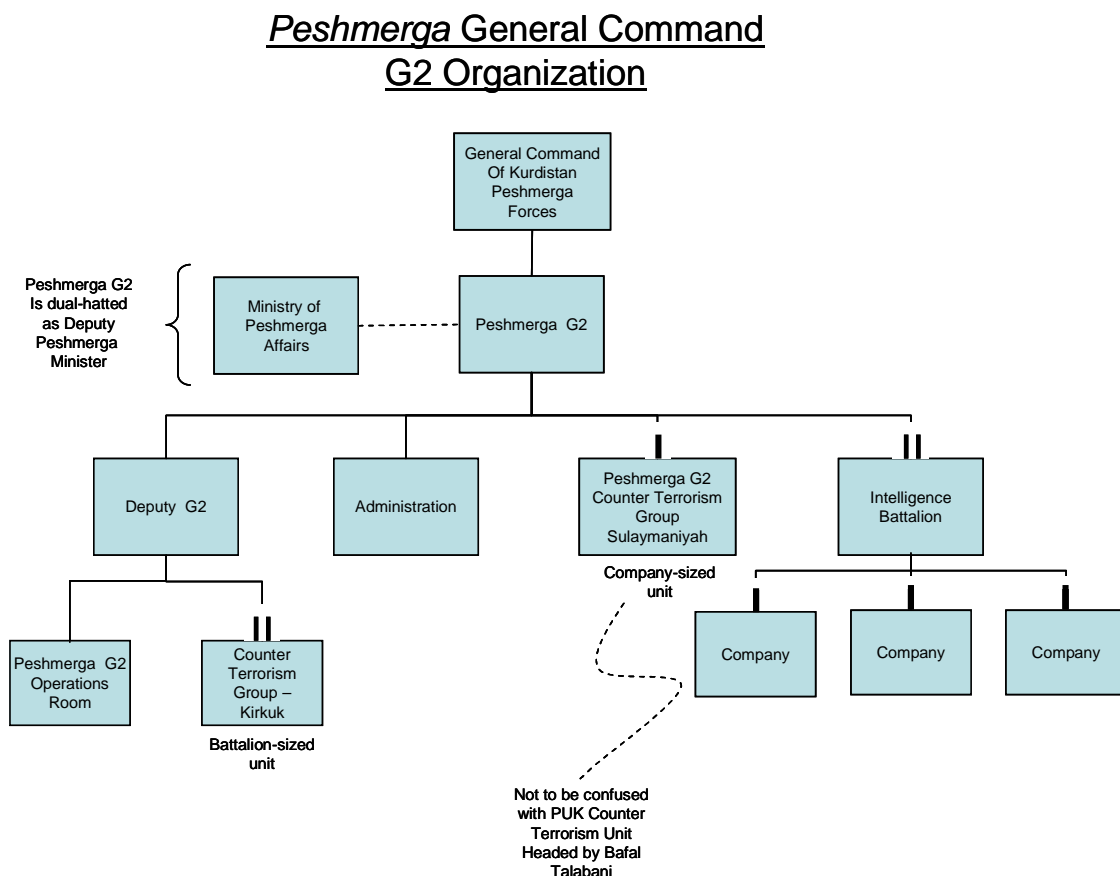 Peshmerga General Command
G2 Organization
General Command
Of Kurdistan
Peshmerga
Forces
Peshmerga G2
Is dual-hatted
as Deputy
Peshmerga
Minister
Ministry of
Peshmerga
Affairs
Peshmerga G2
Deputy G2
Administration
Peshmerga G2
Counter Terrorism
Group
Sulaymaniyah
Intelligence
Battalion
Company-sized
unit
Peshmerga G2
Operations
Room
Counter
Terrorism
Group –
Kirkuk
Battalion-sized
unit
Company
Company
Company
Not to be confused
with PUK Counter
Terrorism Unit
Headed by Bafal
Talabani